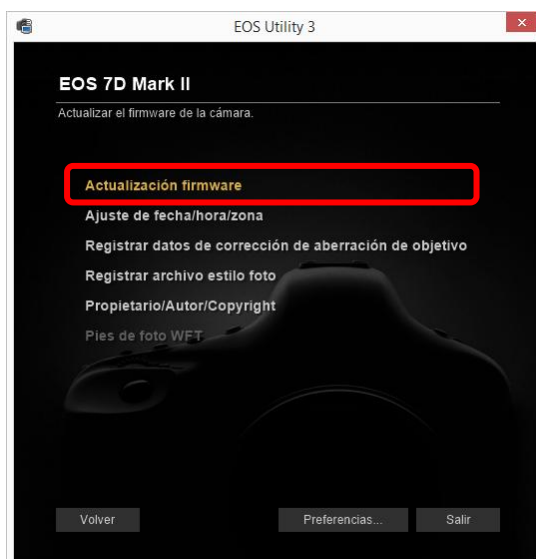 EOS Utility 3
EOS 7D Mark II
Actualizar el firmware de la cámara.
Actualización firmware
Ajuste de fecha/hora/zona
Registrar datos de corrección de aberración de objetivo
Registrar archivo estilo foto
Propietario/Autor/Copyright
Pies de foto WFT
Volver Preferencias... Salir